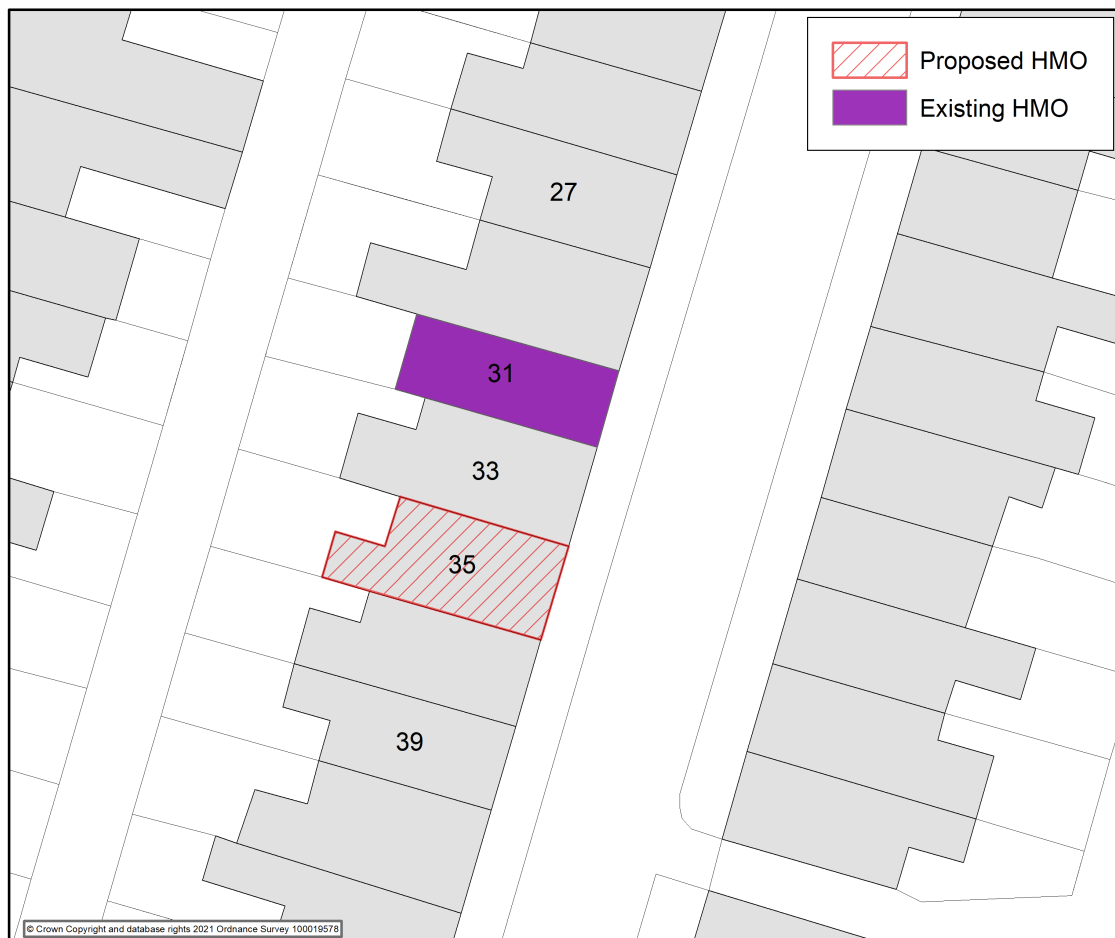 Proposed HMO
Existing HMO
27
31
33
35
39
© Crown Copyright and database rights 2021 Ordnance Survey 100019578